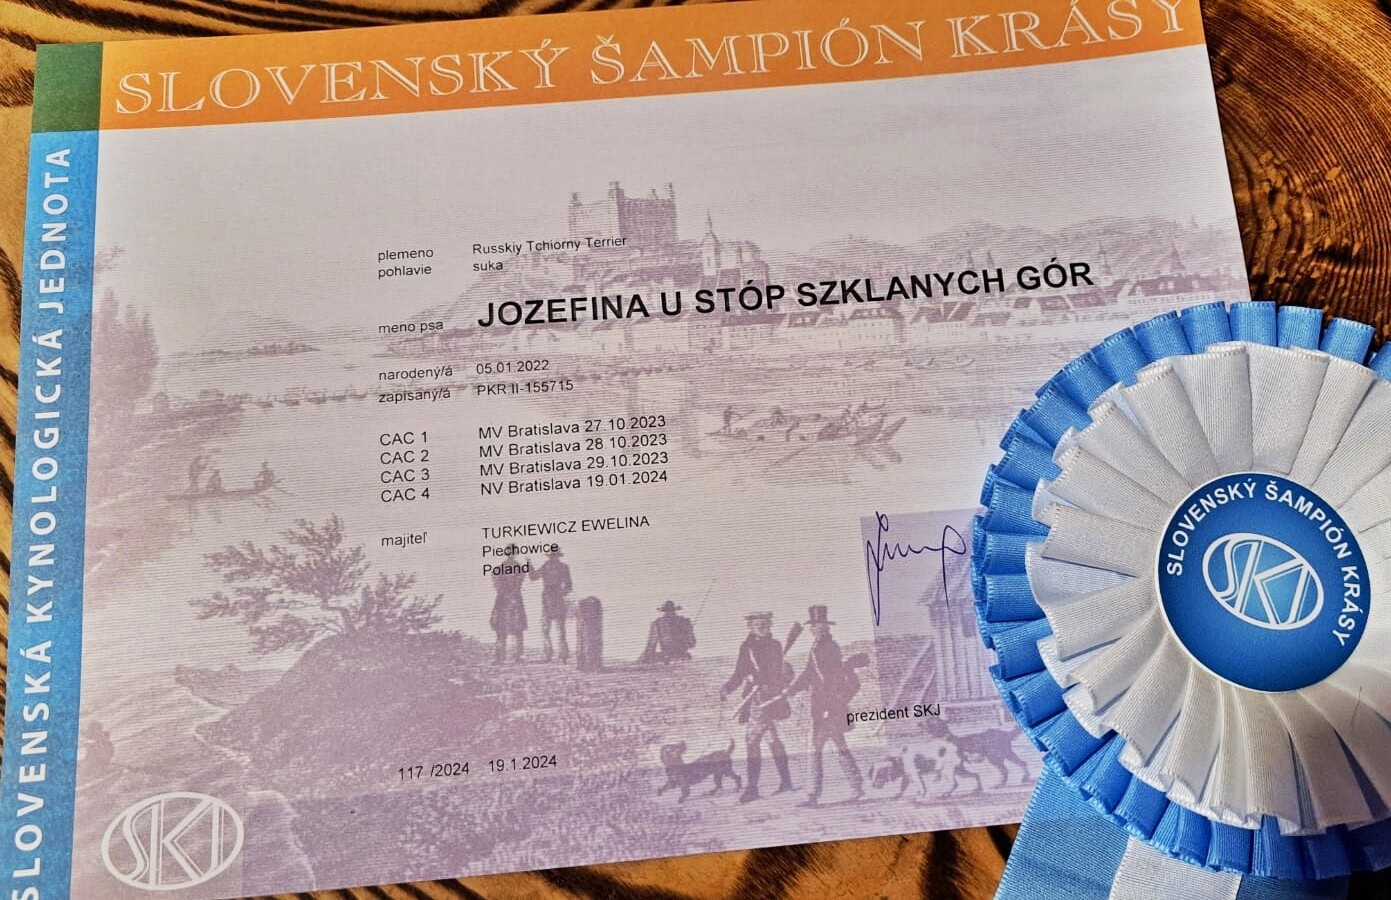 SLOVENSKÝ ŠAMPIÓN KRÁSY
SLOVENSKÁ KYNOLOGICKÁ JEDNOTA
plemeno Russkiy Tchiorny Terrier
pohlavie suka
meno psa JOZEFINA U STÓP SZKLANYCH GÓR
narodený/á 05.01.2022
zapísaný/á PKR II-155715
CAC 1 MV Bratislava 27.10.2023
CAC 2 MV Bratislava 28.10.2023
CAC 3 MV Bratislava 29.10.2023
CAC 4 NV Bratislava 19.01.2024
majiteľ TURKIEWICZ EWELINA
Piechowice
Poland
prezident SKJ
117 /2024 19.1.2024
SKJ
SLOVENSKÝ ŠAMPIÓN KRÁSY
SKJ